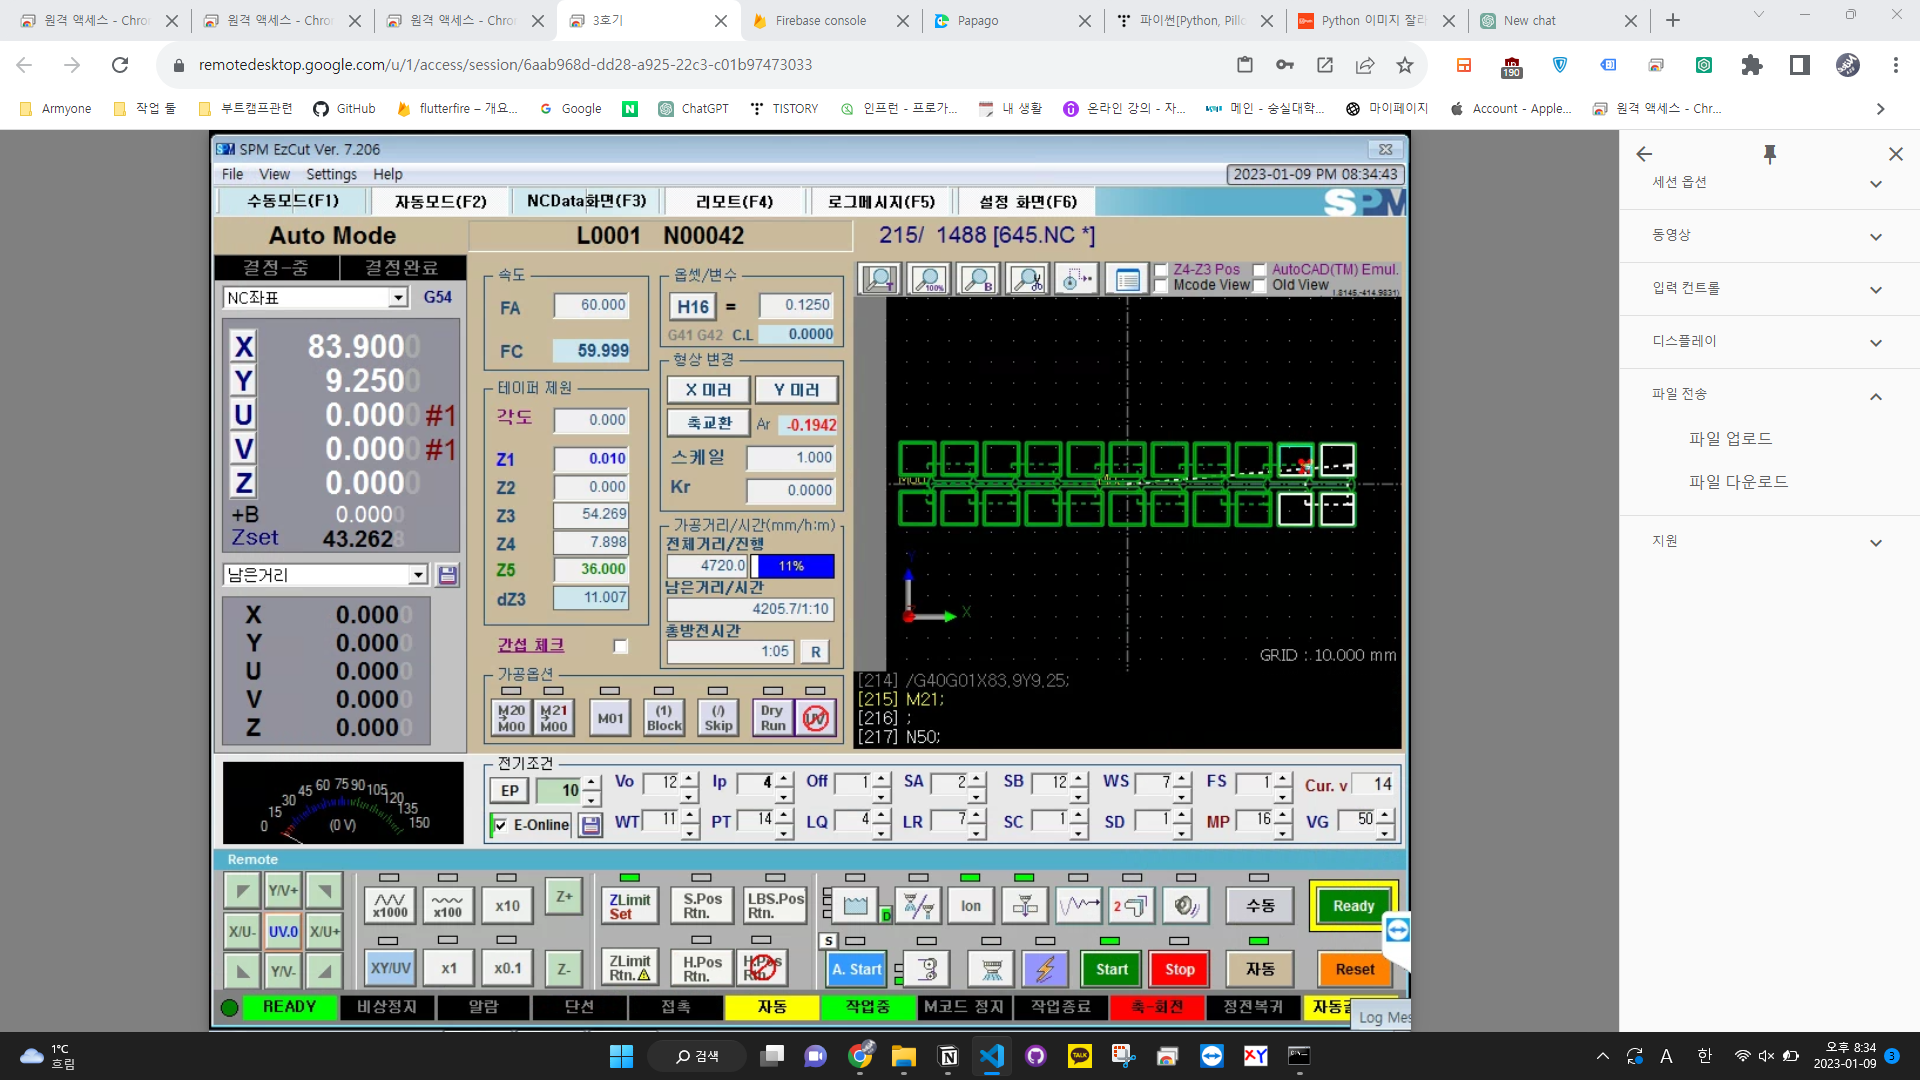 원격 액세스 - Chro
원격 액세스 - Chro
원격 액세스 - Chro
3호기
Firebase console
Papago
파이썬[Python, Pillo
Python 이미지 잘라
New chat
remotedesktop.google.com/u/1/access/session/6aab968d-dd28-a925-22c3-c01b97473033
190
Armyone
작업 툴
부트캠프관련
GitHub
flutterfire – 개요...
Google
ChatGPT
TISTORY
인프런 - 프로가...
내 생활
온라인 강의 - 자...
메인 - 숭실대학...
마이페이지
Account - Apple...
원격 액세스 - Chr...
SPM EzCut Ver. 7.206
File View Settings Help
2023-01-09 PM 08:34:43
수동모드(F1) 자동모드(F2) NCData화면(F3) 리모트(F4) 로그메시지(F5) 설정 화면(F6)
SPM
Auto Mode
L0001 N00042
215/ 1488 [645.NC *]
결정-중 결정완료
NC좌표 G54
X 83.9000
Y 9.2500
U 0.0000 #1
V 0.0000 #1
Z 0.0000
+B 0.0000
Zset 43.2628
남은거리
X 0.0000
Y 0.0000
U 0.0000
V 0.0000
Z 0.0000
속도
FA 60.000
FC 59.999
테이퍼 제원
각도 0.000
Z1 0.010
Z2 0.000
Z3 54.269
Z4 7.898
Z5 36.000
dZ3 11.007
간섭 체크
옵셋/변수
H16 = 0.1250
G41 G42 C.L 0.0000
형상 변경
X 미러 Y 미러
축교환 Ar -0.1942
스케일 1.000
Kr 0.0000
가공거리/시간(mm/h:m)
전체거리/진행
4720.0 11%
남은거리/시간
4205.7/1:10
총방전시간
1:05 R
가공옵션
M20 M00
M21 M00
M01
(1) Block
(/) Skip
Dry Run
UV
Z4-Z3 Pos AutoCAD(TM) Emul.
Mcode View Old View
X
GRID : 10.000 mm
[214] /G40G01X83.9Y9.25;
[215] M21;
[216] ;
[217] N50;
0 15 30 45 60 75 90 105 120 135 150
(0 V)
전기조건
EP 10 Vo 12 Ip 4 Off 1 SA 2 SB 12 WS 7 FS 1 Cur. v 14
E-Online WT 11 PT 14 LQ 4 LR 7 SC 1 SD 1 MP 16 VG 50
Remote
Y/V+
x1000 x100 x10 Z+
ZLimit Set
S.Pos Rtn.
LBS.Pos Rtn.
D
Ion
2
수동
Ready
X/U- UV.0 X/U+
Y/V-
XY/UV x1 x0.1 Z-
ZLimit Rtn.
H.Pos Rtn.
H.Pos Rtn.
S
A. Start
Start Stop 자동 Reset
READY 비상정지 알람 단선 접촉 자동 작업중 M코드 정지 작업종료 축-회전 정전복귀
Log Mes
세션 옵션
동영상
입력 컨트롤
디스플레이
파일 전송
파일 업로드
파일 다운로드
지원
1°C
흐림
검색
TALK
XY
A 한
오후 8:34
2023-01-09
3